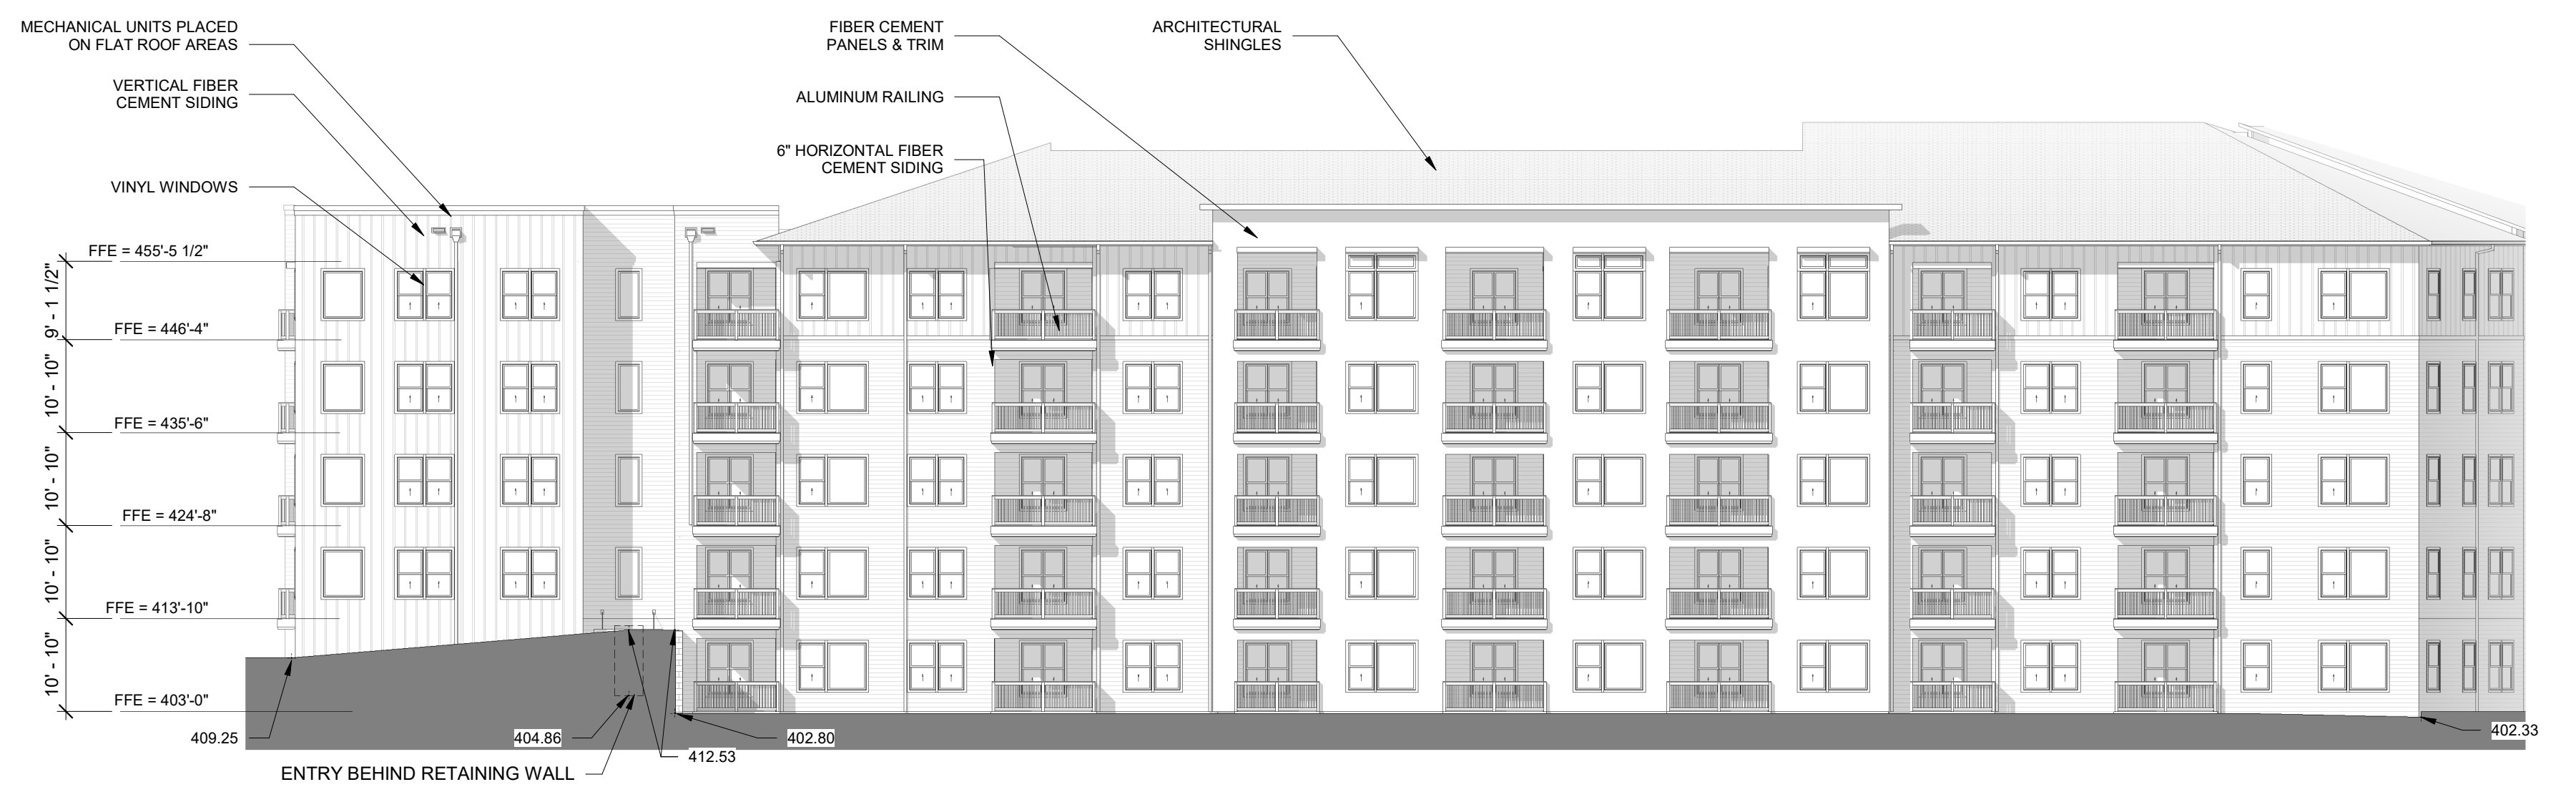 MECHANICAL UNITS PLACED
ON FLAT ROOF AREAS
VERTICAL FIBER
CEMENT SIDING
VINYL WINDOWS
FIBER CEMENT
PANELS & TRIM
ALUMINUM RAILING
6" HORIZONTAL FIBER
CEMENT SIDING
ARCHITECTURAL
SHINGLES
FFE = 455'-5 1/2"
9' - 1 1/2"
FFE = 446'-4"
10' - 10"
FFE = 435'-6"
10' - 10"
FFE = 424'-8"
10' - 10"
FFE = 413'-10"
10' - 10"
FFE = 403'-0"
409.25
404.86
412.53
402.80
402.33
ENTRY BEHIND RETAINING WALL